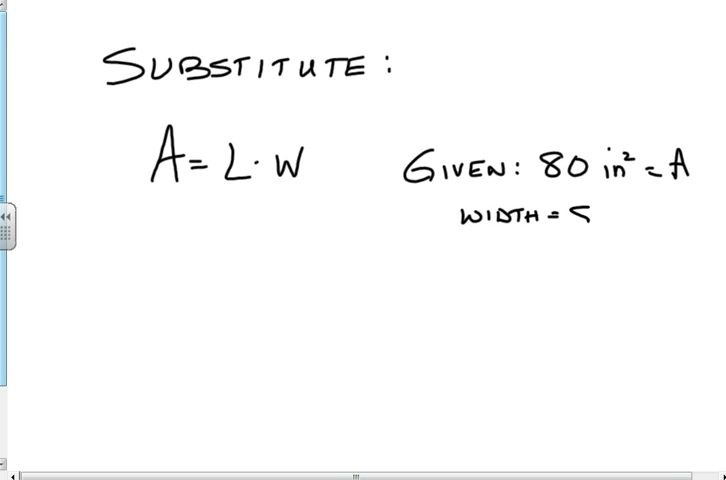 SUBSTITUTE:
A = L · W
GIVEN: 80 in² = A
WIDTH = 5